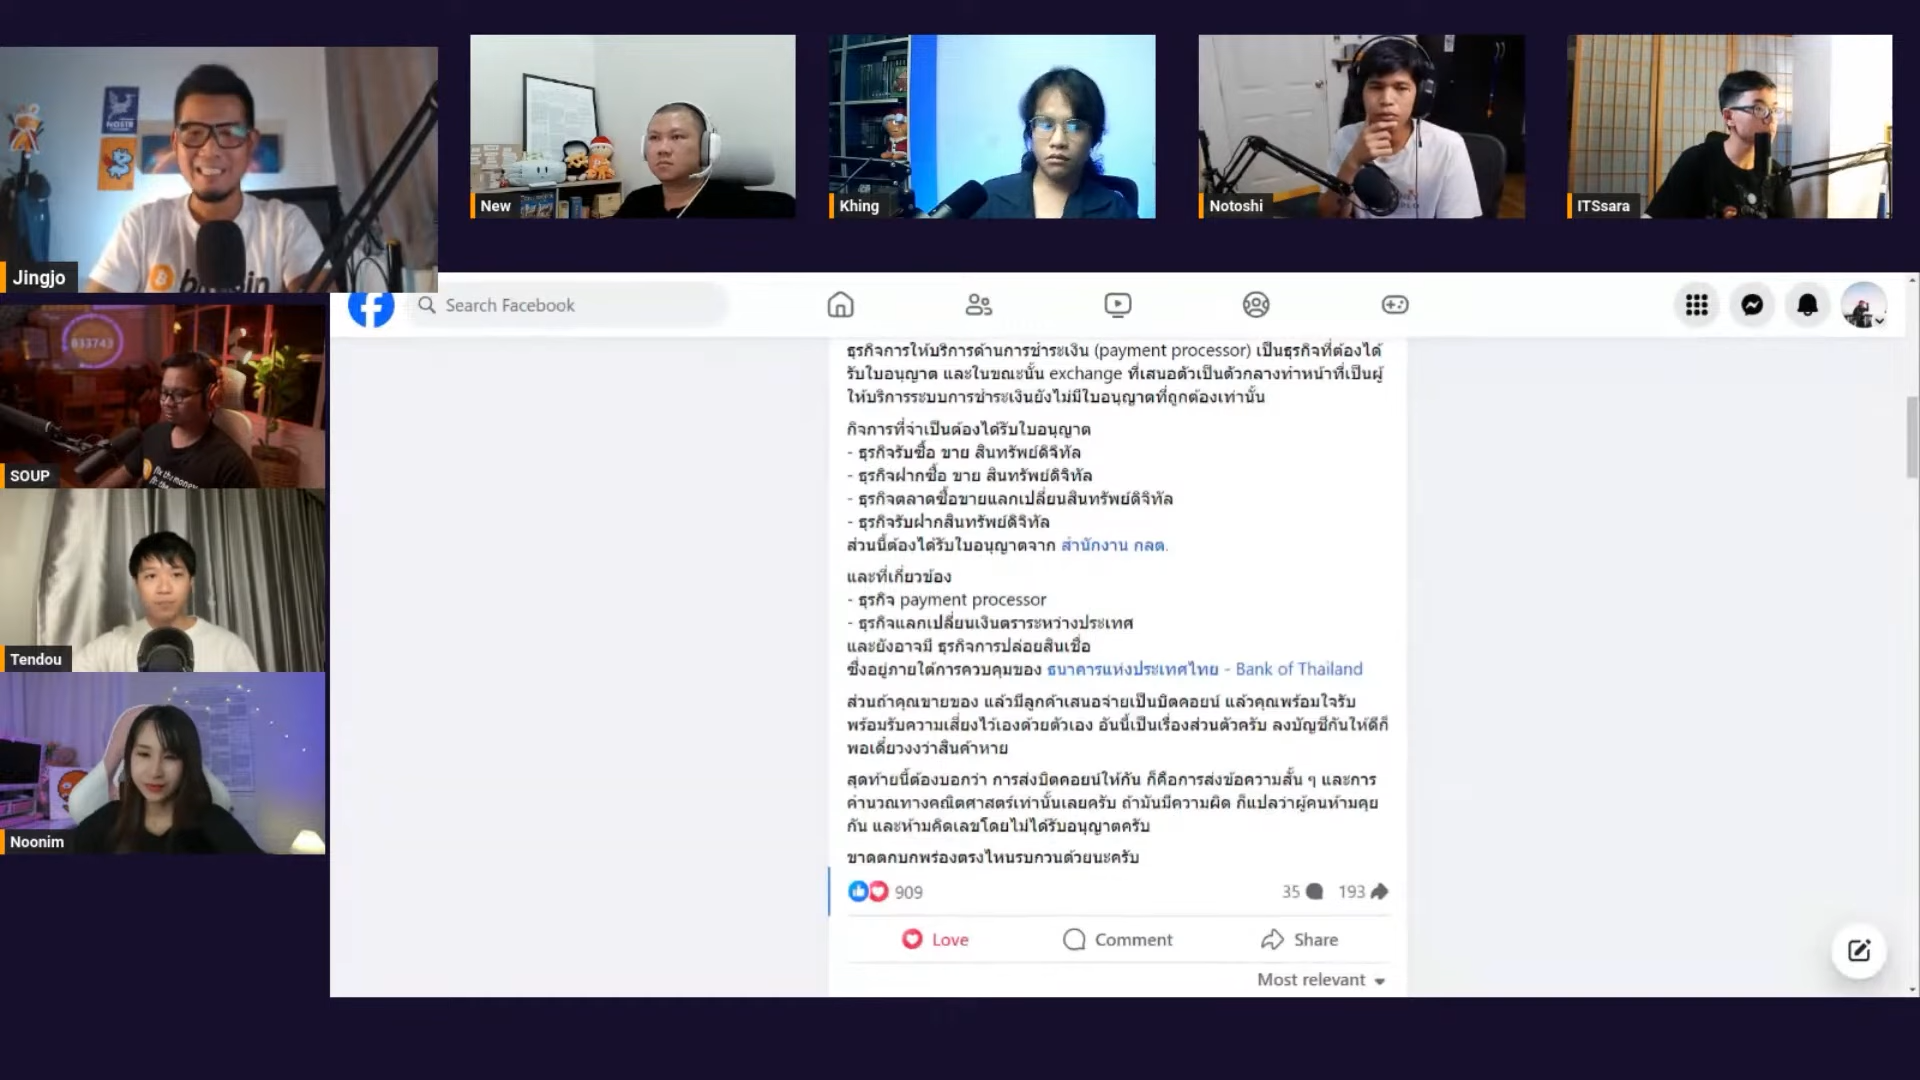 Jingjo
New
Khing
Notoshi
ITSsara
SOUP
833743
fix the money
Tendou
Noonim
Search Facebook
ธุรกิจการให้บริการด้านการชำระเงิน (payment processor) เป็นธุรกิจที่ต้องได้
รับใบอนุญาต และในขณะนั้น exchange ที่เสนอตัวเป็นตัวกลางทำหน้าที่เป็นผู้
ให้บริการระบบการชำระเงินยังไม่มีใบอนุญาตที่ถูกต้องเท่านั้น
กิจการที่จำเป็นต้องได้รับใบอนุญาต
- ธุรกิจรับซื้อ ขาย สินทรัพย์ดิจิทัล
- ธุรกิจฝากซื้อ ขาย สินทรัพย์ดิจิทัล
- ธุรกิจตลาดซื้อขายแลกเปลี่ยนสินทรัพย์ดิจิทัล
- ธุรกิจรับฝากสินทรัพย์ดิจิทัล
ส่วนนี้ต้องได้รับใบอนุญาตจาก สำนักงาน กลต.
และที่เกี่ยวข้อง
- ธุรกิจ payment processor
- ธุรกิจแลกเปลี่ยนเงินตราระหว่างประเทศ
และยังอาจมี ธุรกิจการปล่อยสินเชื่อ
ซึ่งอยู่ภายใต้การควบคุมของ ธนาคารแห่งประเทศไทย - Bank of Thailand
ส่วนถ้าคุณขายของ แล้วมีลูกค้าเสนอจ่ายเป็นบิตคอยน์ แล้วคุณพร้อมใจรับ
พร้อมรับความเสี่ยงไว้เองด้วยตัวเอง อันนี้เป็นเรื่องส่วนตัวครับ ลงบัญชีกันให้ดีก็
พอเดี๋ยวงงว่าสินค้าหาย
สุดท้ายนี้ต้องบอกว่า การส่งบิตคอยน์ให้กัน ก็คือการส่งข้อความสั้น ๆ และการ
คำนวณทางคณิตศาสตร์เท่านั้นเลยครับ ถ้ามันมีความผิด ก็แปลว่าผู้คนห้ามคุย
กัน และห้ามคิดเลขโดยไม่ได้รับอนุญาตครับ
ขาดตกบกพร่องตรงไหนรบกวนด้วยนะครับ
909
35 193
Love Comment Share
Most relevant